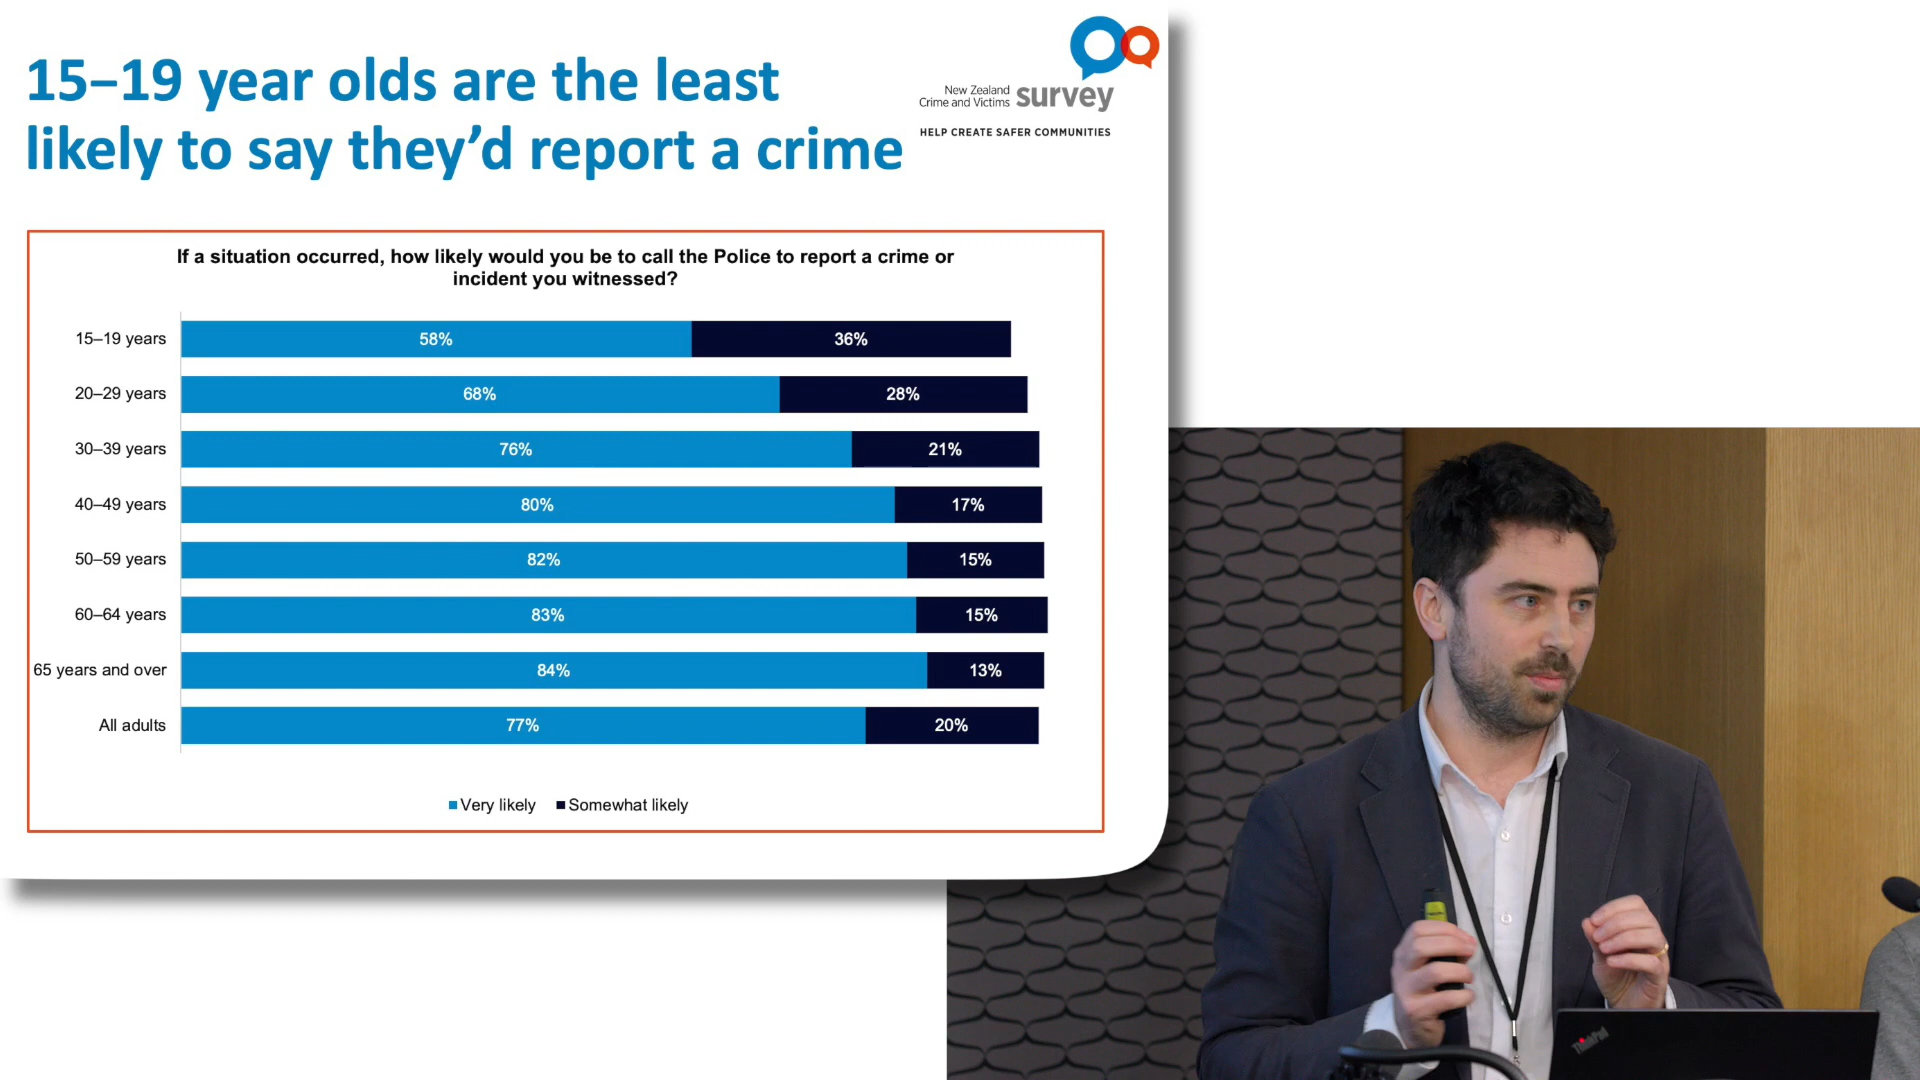 15–19 year olds are the least
likely to say they'd report a crime
New Zealand
Crime and Victims survey
HELP CREATE SAFER COMMUNITIES
If a situation occurred, how likely would you be to call the Police to report a crime or
incident you witnessed?
15–19 years 58% 36%
20–29 years 68% 28%
30–39 years 76% 21%
40–49 years 80% 17%
50–59 years 82% 15%
60–64 years 83% 15%
65 years and over 84% 13%
All adults 77% 20%
Very likely Somewhat likely
ThinkPad